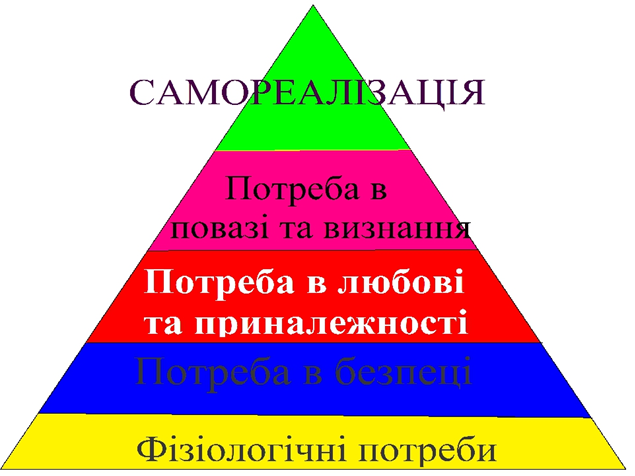 САМОРЕАЛІЗАЦІЯ
Потреба в
повазі та визнання
Потреба в любові
та приналежності
Потреба в безпеці
Фізіологічні потреби